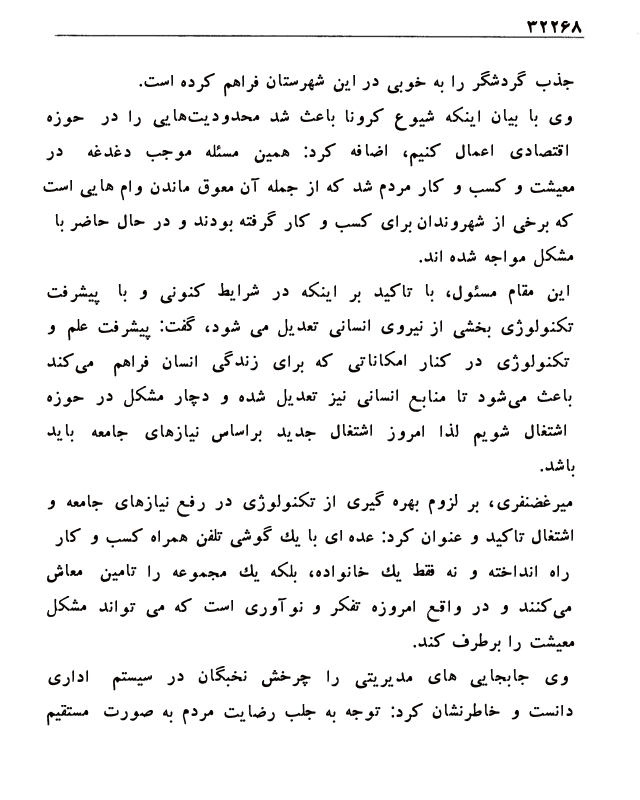 ۳۲۲۶۸
جذب گردشگر را به خوبی در این شهرستان فراهم کرده است.
وی با بیان اینکه شیوع کرونا باعث شد محدودیت‌هایی را در حوزه
اقتصادی اعمال کنیم، اضافه کرد: همین مسئله موجب دغدغه در
معیشت و کسب و کار مردم شد که از جمله آن معوق ماندن وام هایی است
که برخی از شهروندان برای کسب و کار گرفته بودند و در حال حاضر با
مشکل مواجه شده اند.
این مقام مسئول، با تاکید بر اینکه در شرایط کنونی و با پیشرفت
تکنولوژی بخشی از نیروی انسانی تعدیل می شود، گفت: پیشرفت علم و
تکنولوژی در کنار امکاناتی که برای زندگی انسان فراهم می‌کند
باعث می‌شود تا منابع انسانی نیز تعدیل شده و دچار مشکل در حوزه
اشتغال شویم لذا امروز اشتغال جدید براساس نیازهای جامعه باید
باشد.
میرغضنفری، بر لزوم بهره گیری از تکنولوژی در رفع نیازهای جامعه و
اشتغال تاکید و عنوان کرد: عده ای با یك گوشی تلفن همراه کسب و کار
راه انداخته و نه فقط یك خانواده، بلکه یك مجموعه را تامین معاش
می‌کنند و در واقع امروزه تفکر و نوآوری است که می تواند مشکل
معیشت را برطرف کند.
وی جابجایی های مدیریتی را چرخش نخبگان در سیستم اداری
دانست و خاطرنشان کرد: توجه به جلب رضایت مردم به صورت مستقیم